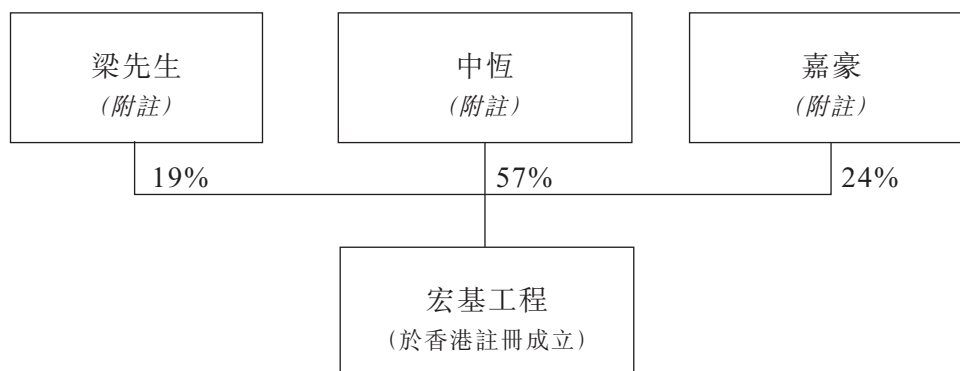 梁先生
（附註）
中恆
（附註）
嘉豪
（附註）
19%
57%
24%
宏基工程
（於香港註冊成立）